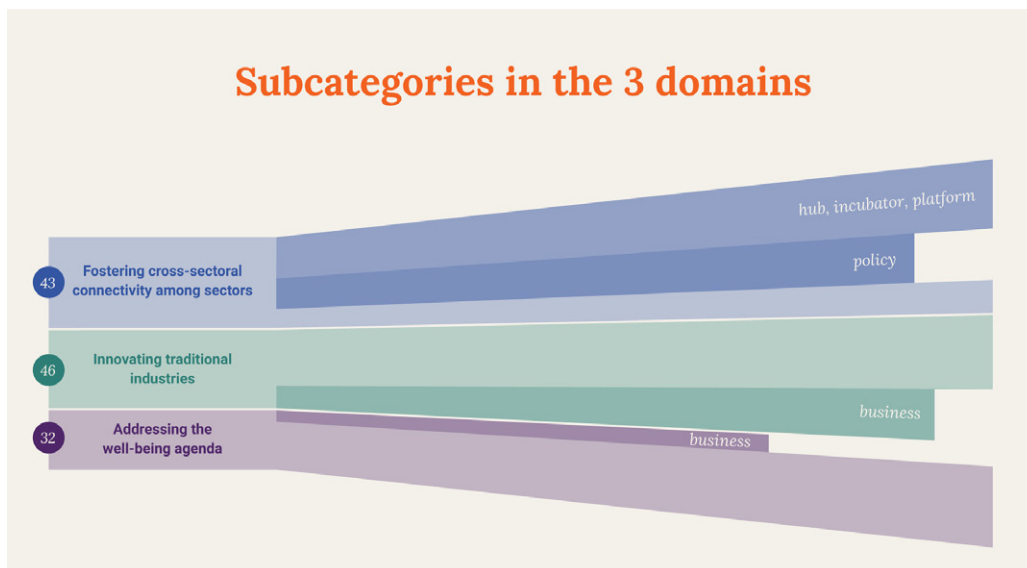 Subcategories in the 3 domains
hub, incubator, platform
policy
43
Fostering cross-sectoral
connectivity among sectors
46
Innovating traditional
industries
business
32
Addressing the
well-being agenda
business